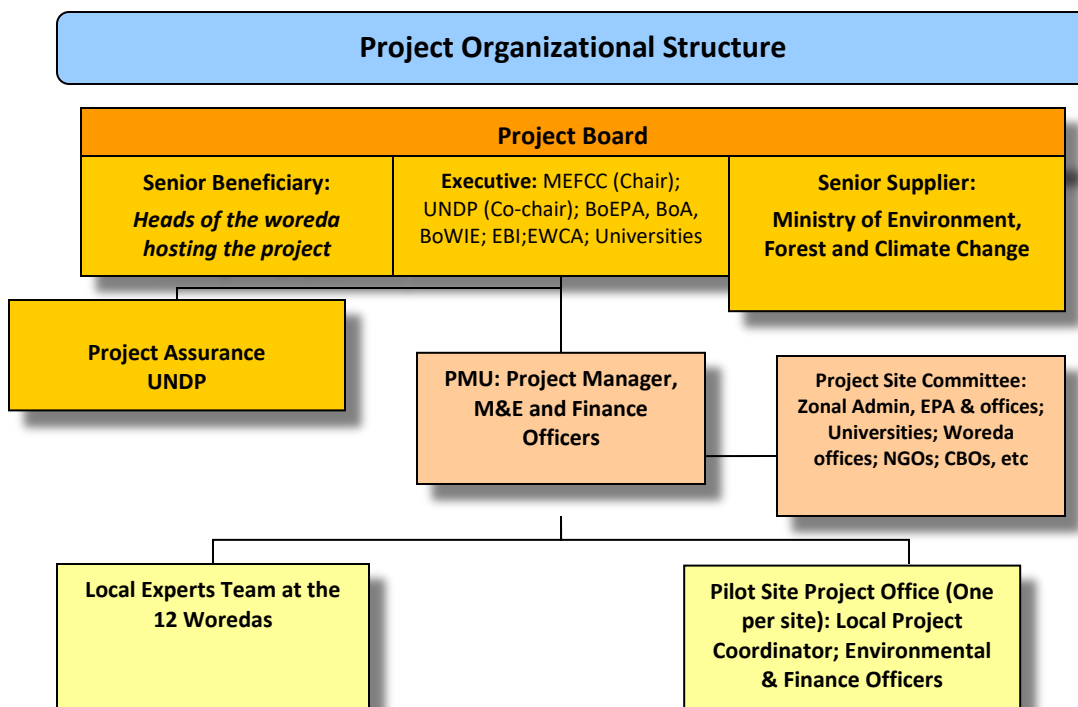 Project Organizational Structure
Project Board
Senior Beneficiary:
Heads of the woreda
hosting the project
Executive: MEFCC (Chair);
UNDP (Co-chair); BoEPA, BoA,
BoWIE; EBI;EWCA; Universities
Senior Supplier:
Ministry of Environment,
Forest and Climate Change
Project Assurance
UNDP
PMU: Project Manager,
M&E and Finance
Officers
Project Site Committee:
Zonal Admin, EPA & offices;
Universities; Woreda
offices; NGOs; CBOs, etc
Local Experts Team at the
12 Woredas
Pilot Site Project Office (One
per site): Local Project
Coordinator; Environmental
& Finance Officers